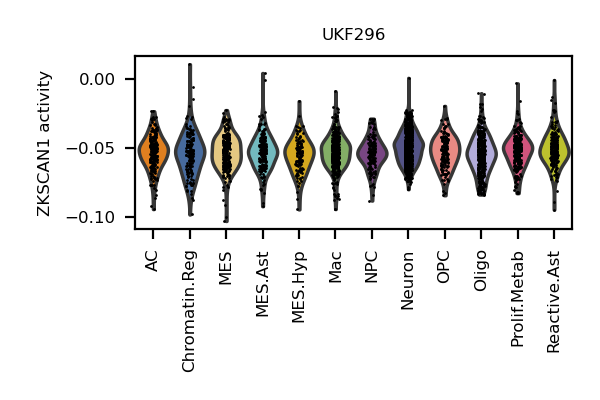 UKF296
ZKSCAN1 activity
0.00
−0.05
−0.10
AC
Chromatin.Reg
MES
MES.Ast
MES.Hyp
Mac
NPC
Neuron
OPC
Oligo
Prolif.Metab
Reactive.Ast